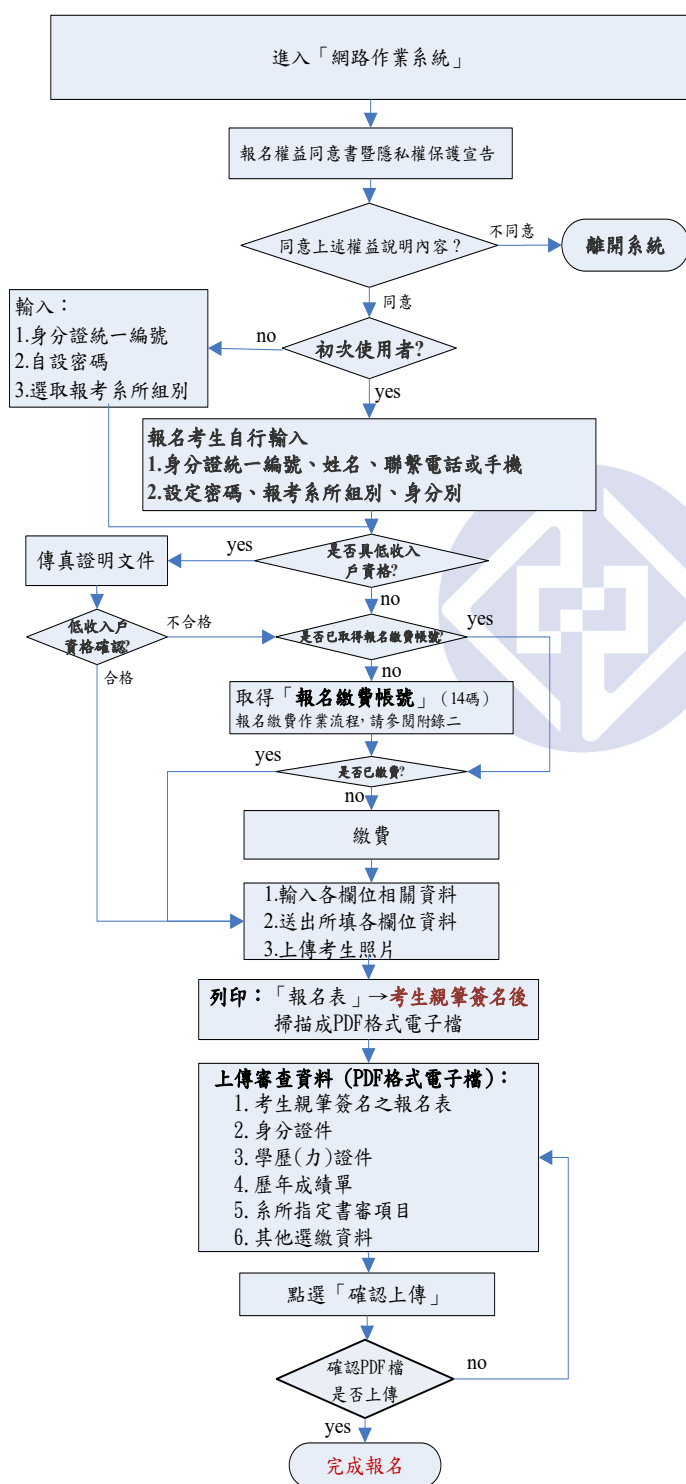 進入「網路作業系統」
報名權益同意書暨隱私權保護宣告
同意上述權益說明內容？
不同意
離開系統
同意
輸入：
1.身分證統一編號
2.自設密碼
3.選取報考系所組別
no
初次使用者?
yes
報名考生自行輸入
1.身分證統一編號、姓名、聯繫電話或手機
2.設定密碼、報考系所組別、身分別
傳真證明文件
yes
是否具低收入
戶資格?
no
低收入戶
資格確認?
不合格
是否已取得報名繳費帳號?
yes
合格
no
取得「報名繳費帳號」（14碼）
報名繳費作業流程，請參閱附錄二
yes
是否已繳費?
no
繳費
1.輸入各欄位相關資料
2.送出所填各欄位資料
3.上傳考生照片
列印：「報名表」→考生親筆簽名後
掃描成PDF格式電子檔
上傳審查資料 (PDF格式電子檔)：
1. 考生親筆簽名之報名表
2. 身分證件
3. 學歷(力)證件
4. 歷年成績單
5. 系所指定書審項目
6. 其他選繳資料
點選「確認上傳」
確認PDF檔
是否上傳
no
yes
完成報名